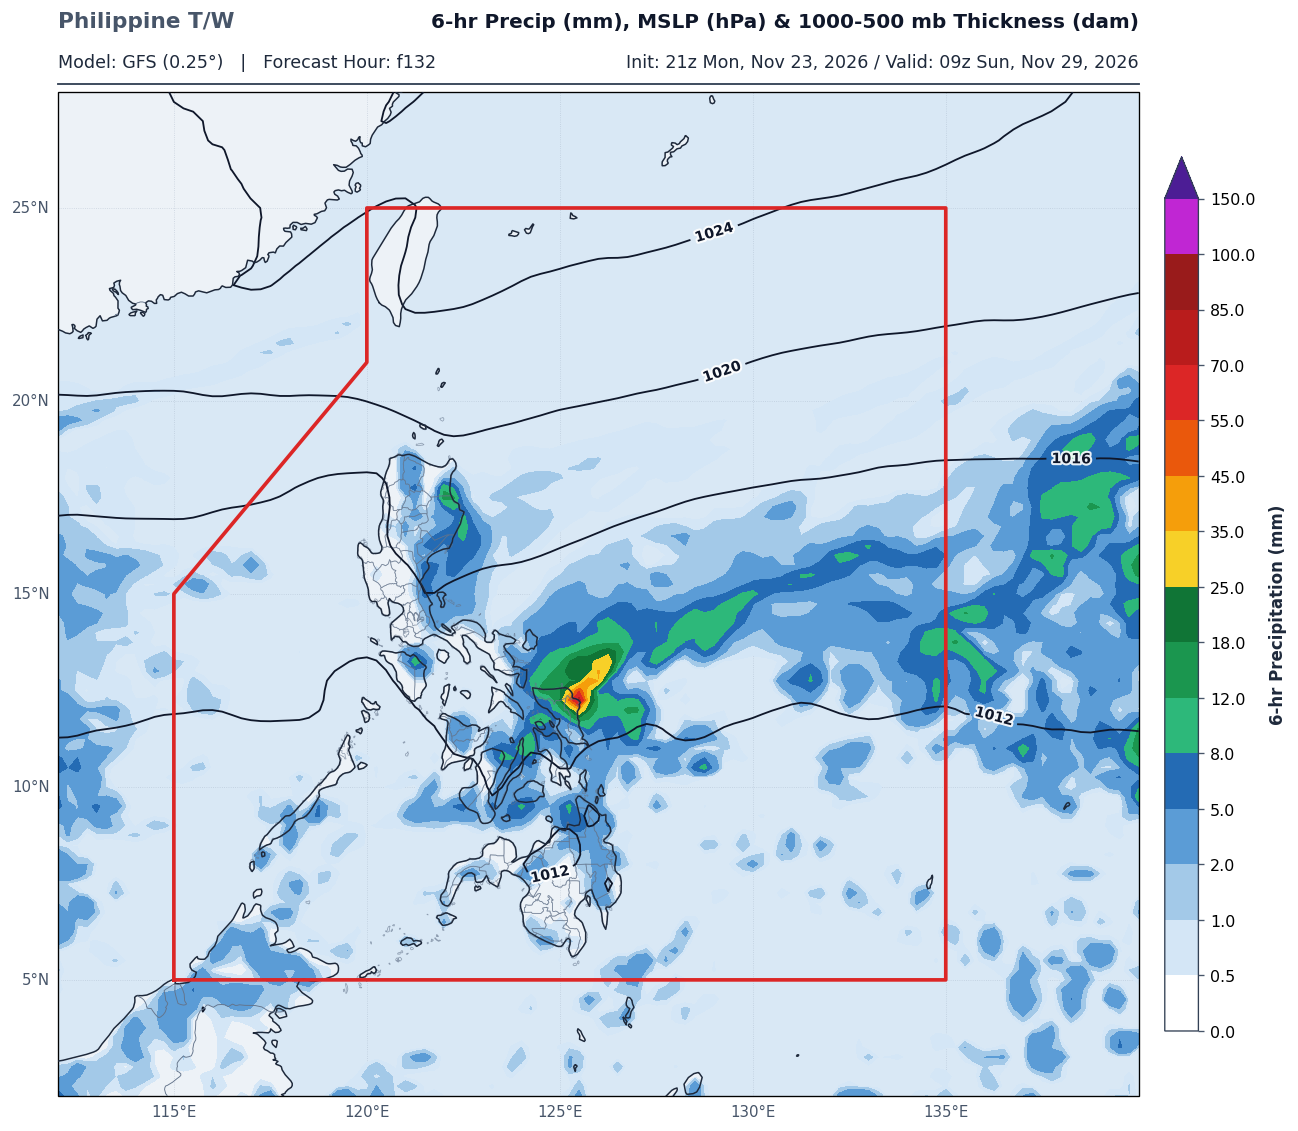 Philippine T/W
6-hr Precip (mm), MSLP (hPa) & 1000-500 mb Thickness (dam)
Model: GFS (0.25°) | Forecast Hour: f132
Init: 21z Mon, Nov 23, 2026 / Valid: 09z Sun, Nov 29, 2026
25°N
20°N
15°N
10°N
5°N
115°E
120°E
125°E
130°E
135°E
1024
1020
1016
1012
1012
150.0
100.0
85.0
70.0
55.0
45.0
35.0
25.0
18.0
12.0
8.0
5.0
2.0
1.0
0.5
0.0
6-hr Precipitation (mm)